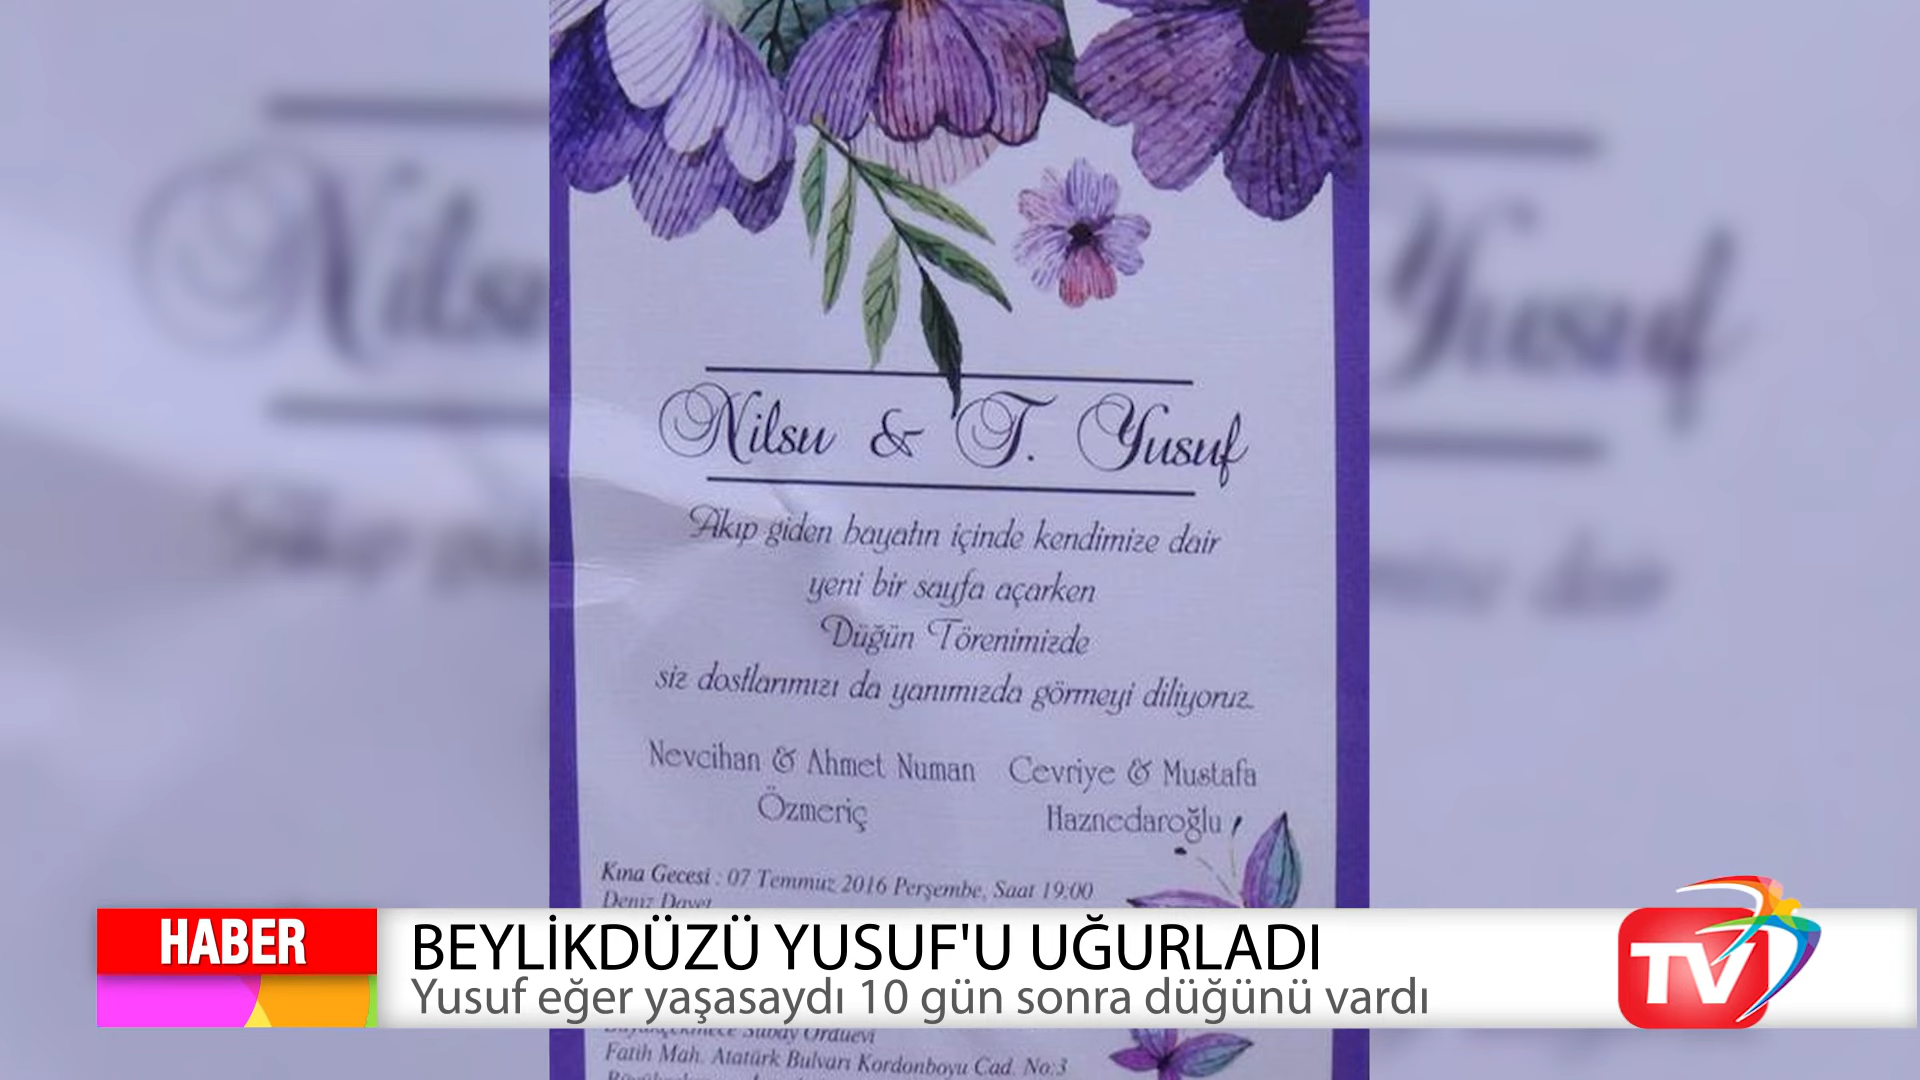 Nilsu & T. Yusuf
Akıp giden hayatın içinde kendimize dair
yeni bir sayfa açarken
Düğün Törenimizde
siz dostlarımızı da yanımızda görmeyi diliyoruz.
Nevcihan & Ahmet Numan
Özmeriç
Cevriye & Mustafa
Haznedaroğlu
Kına Gecesi : 07 Temmuz 2016 Perşembe, Saat 19:00
Deniz Davet
HABER
BEYLİKDÜZÜ YUSUF'U UĞURLADI
Yusuf eğer yaşasaydı 10 gün sonra düğünü vardı
TV
Büyükçekmece Subay Orduevi
Fatih Mah. Atatürk Bulvarı Kordonboyu Cad. No:3